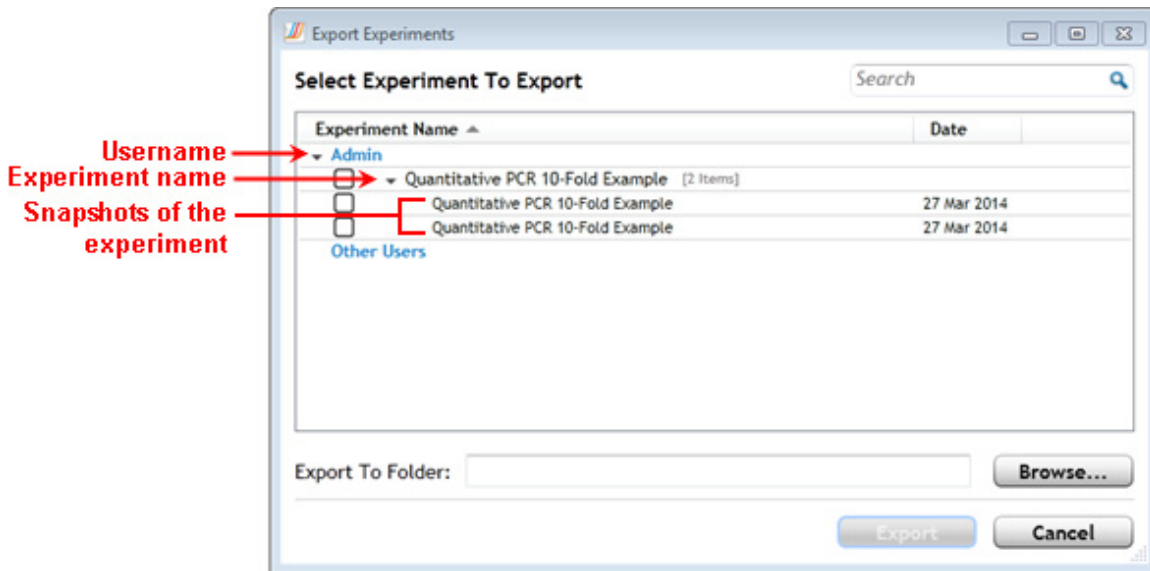 Export Experiments
Select Experiment To Export
Search
Experiment Name
Date
Username
Admin
Experiment name
Quantitative PCR 10-Fold Example [2 Items]
Snapshots of the
experiment
Quantitative PCR 10-Fold Example 27 Mar 2014
Quantitative PCR 10-Fold Example 27 Mar 2014
Other Users
Export To Folder:
Browse...
Export
Cancel